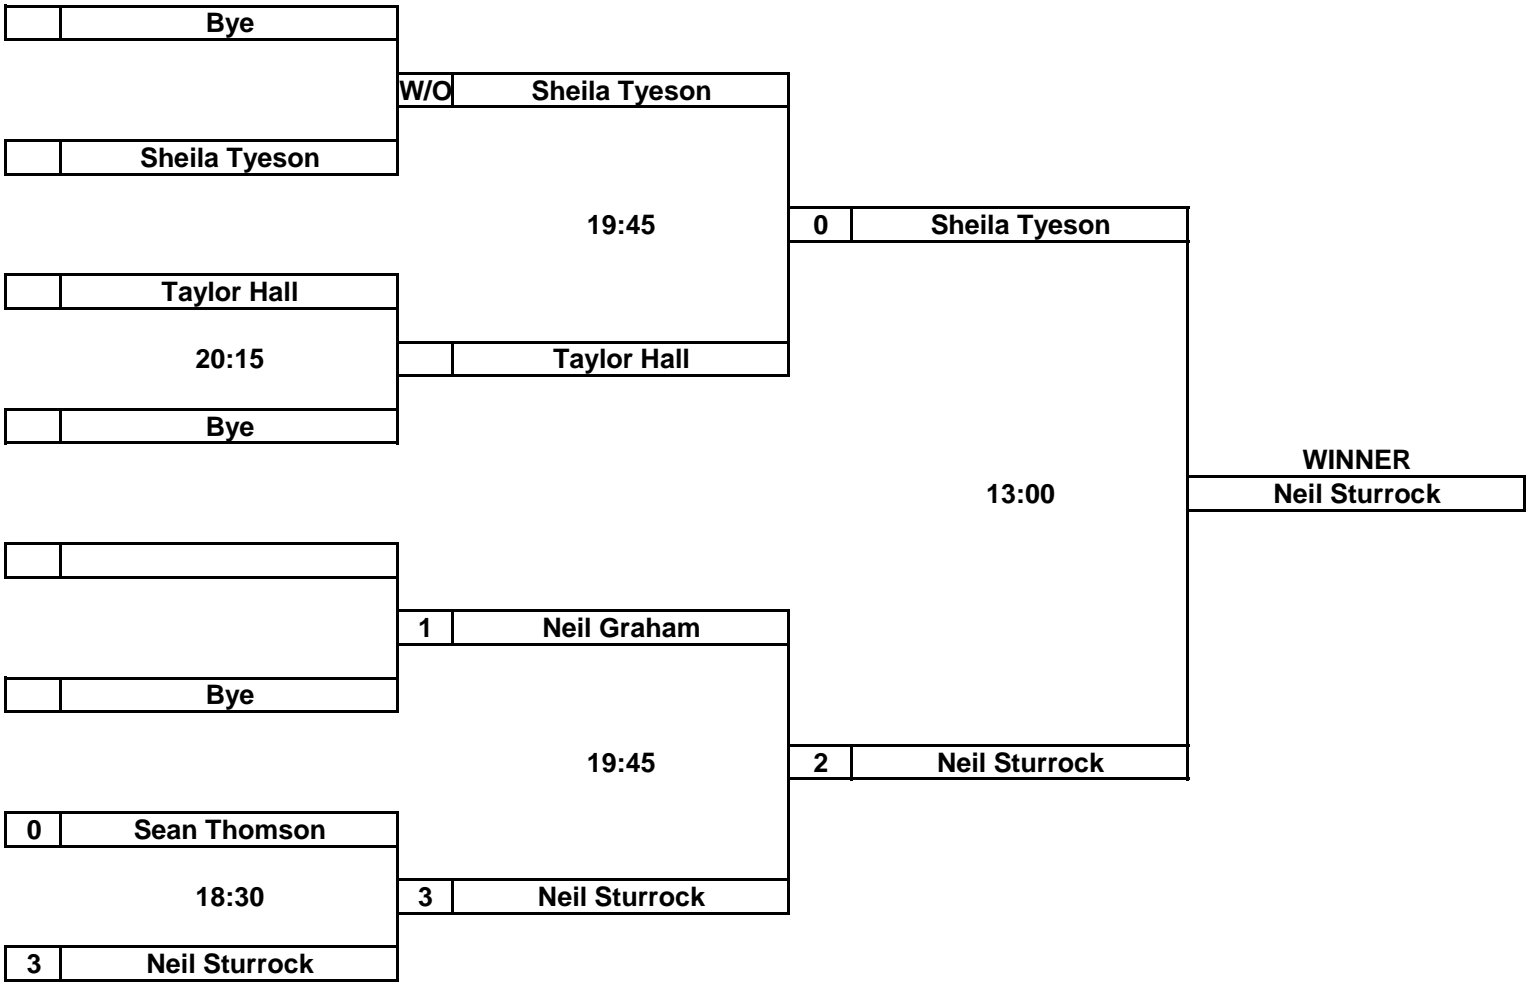 Bye
W/O Sheila Tyeson
Sheila Tyeson
19:45
0 Sheila Tyeson
Taylor Hall
20:15
Taylor Hall
Bye
WINNER
13:00
Neil Sturrock
1 Neil Graham
Bye
19:45
2 Neil Sturrock
0 Sean Thomson
18:30
3 Neil Sturrock
3 Neil Sturrock